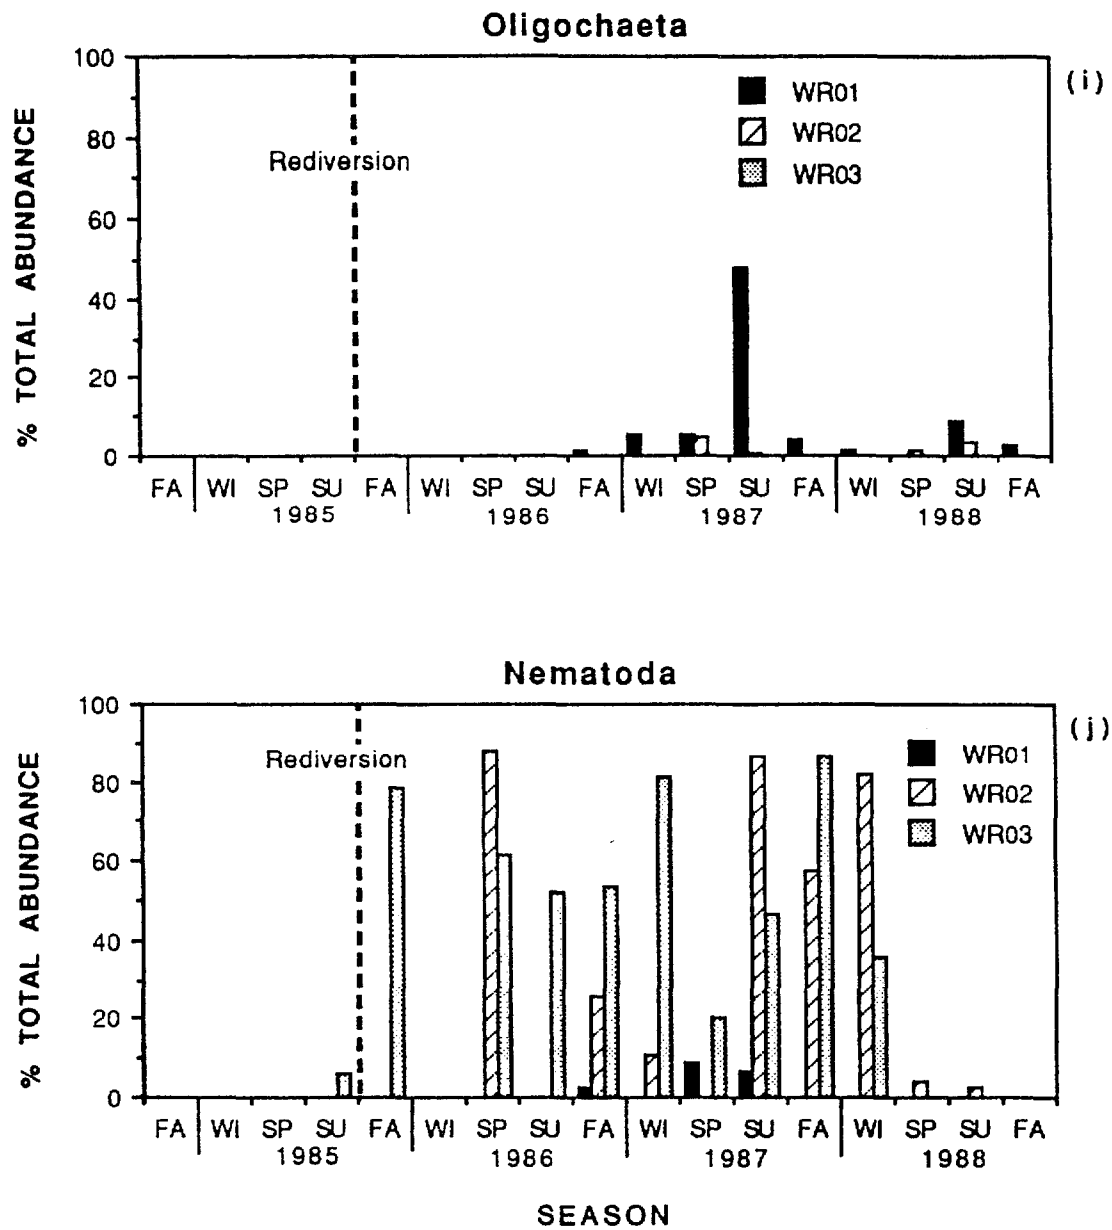 Oligochaeta
(i)
% TOTAL ABUNDANCE
100
80
60
40
20
0
Rediversion
WR01
WR02
WR03
FA WI SP SU FA WI SP SU FA WI SP SU FA WI SP SU FA
1985 1986 1987 1988
Nematoda
(j)
% TOTAL ABUNDANCE
100
80
60
40
20
0
Rediversion
WR01
WR02
WR03
FA WI SP SU FA WI SP SU FA WI SP SU FA WI SP SU FA
1985 1986 1987 1988
SEASON